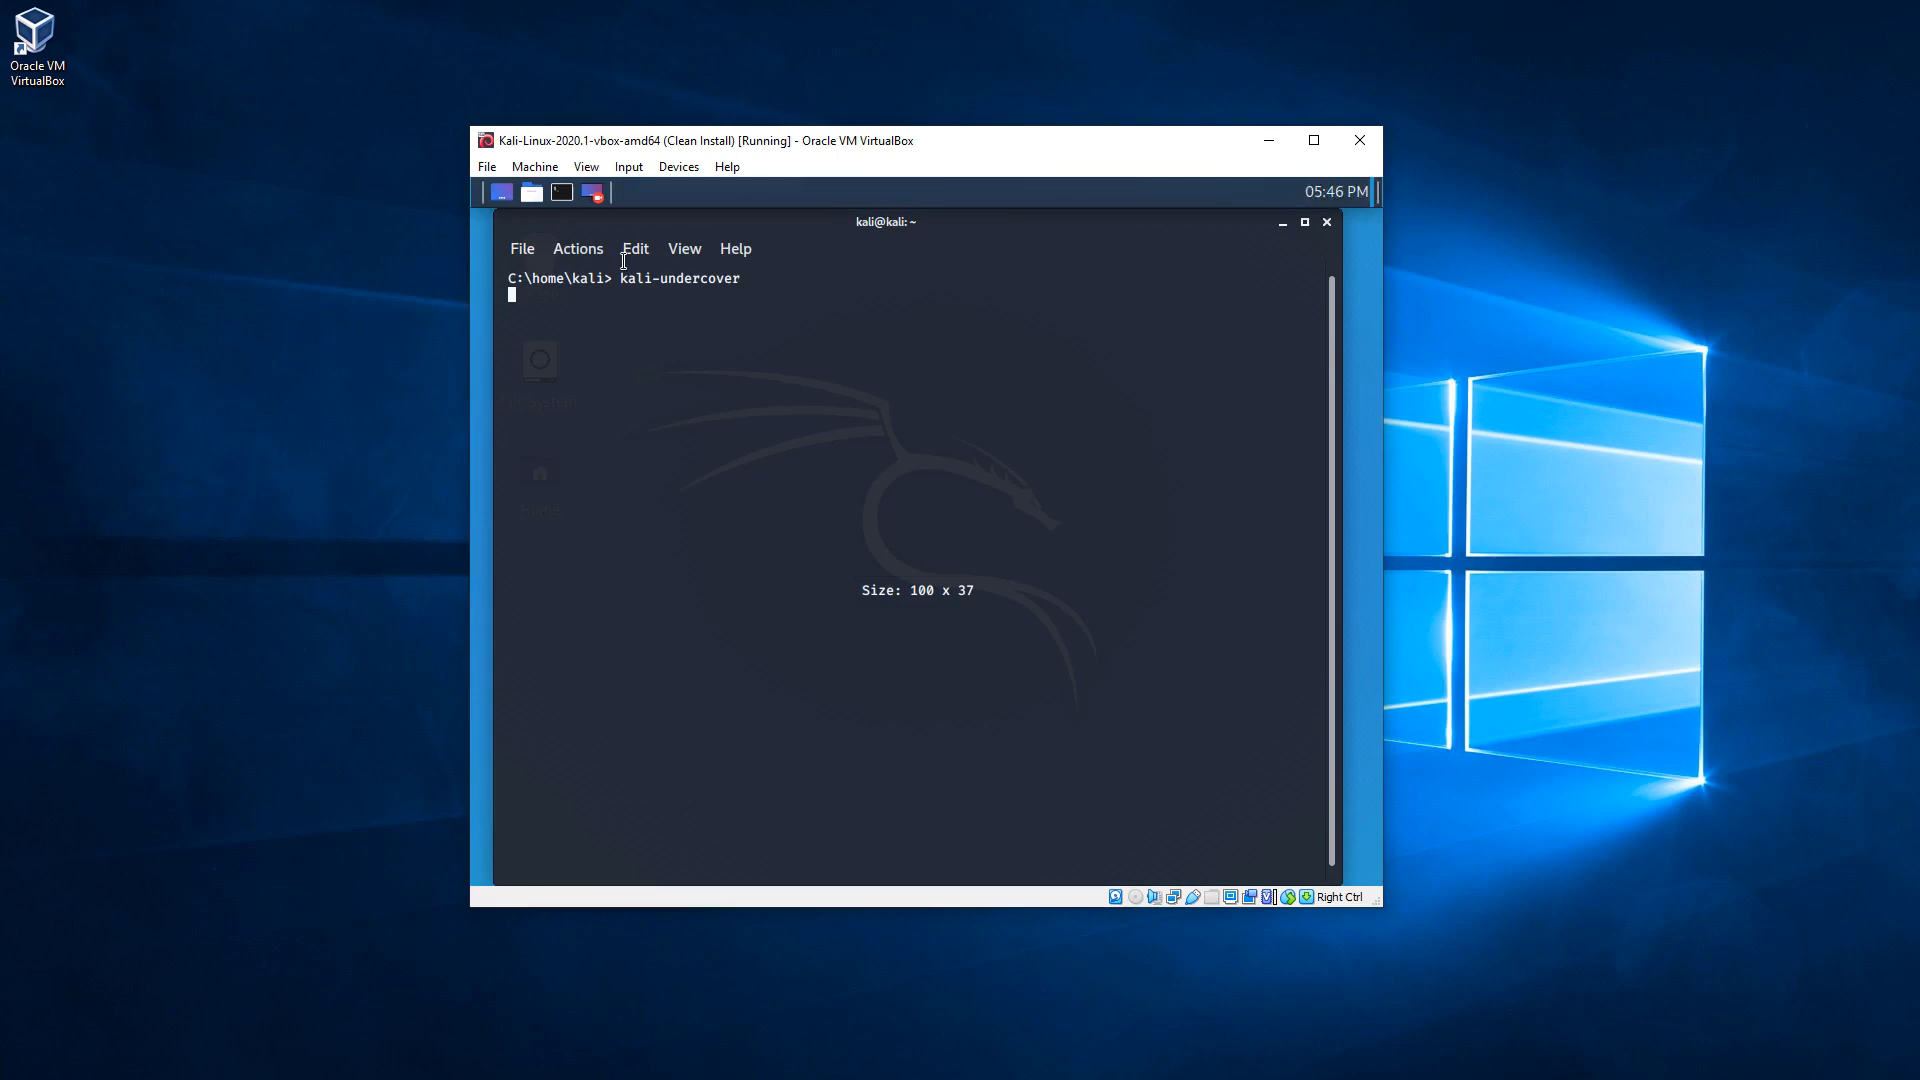 Oracle VM
VirtualBox
Kali-Linux-2020.1-vbox-amd64 (Clean Install) [Running] - Oracle VM VirtualBox
File Machine View Input Devices Help
05:46 PM
kali@kali: ~
File Actions Edit View Help
C:\home\kali> kali-undercover
Home
Size: 100 x 37
Right Ctrl